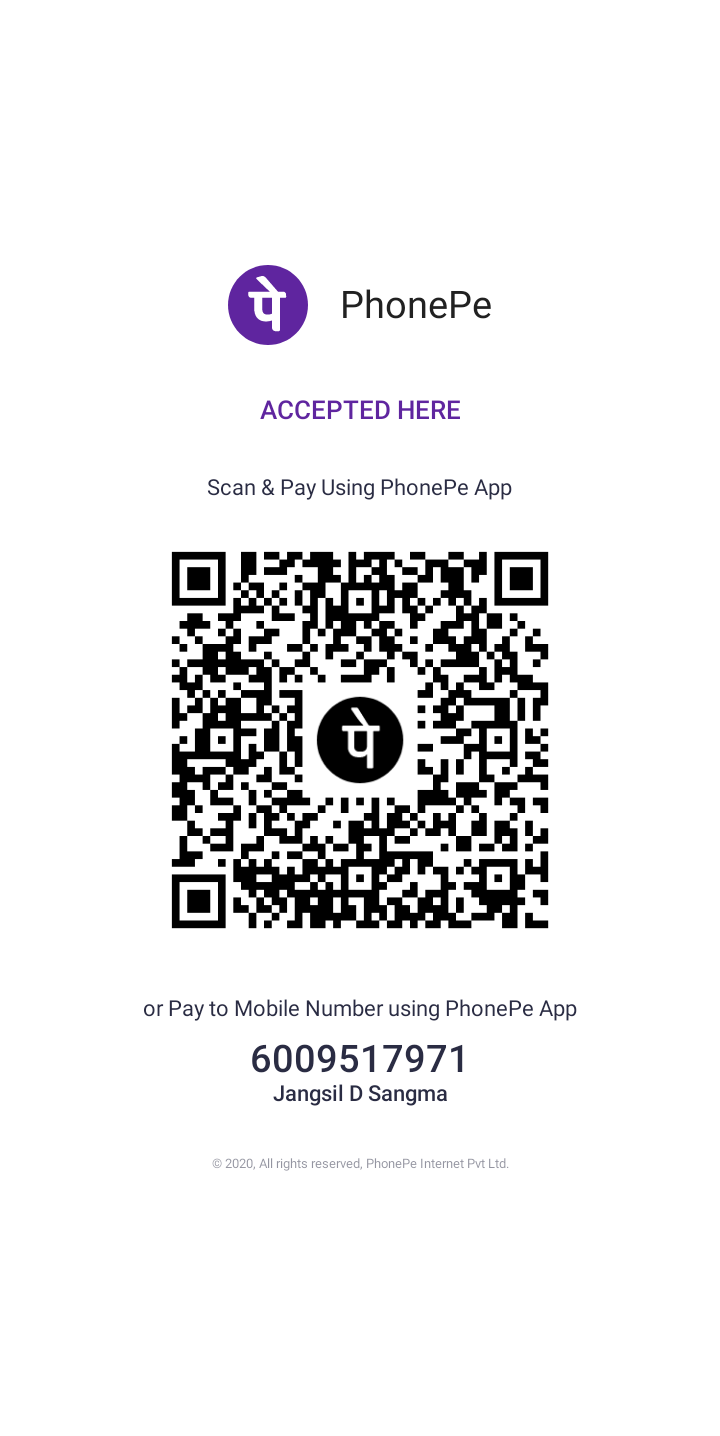 पे PhonePe
ACCEPTED HERE
Scan & Pay Using PhonePe App
पे
or Pay to Mobile Number using PhonePe App
6009517971
Jangsil D Sangma
© 2020, All rights reserved, PhonePe Internet Pvt Ltd.